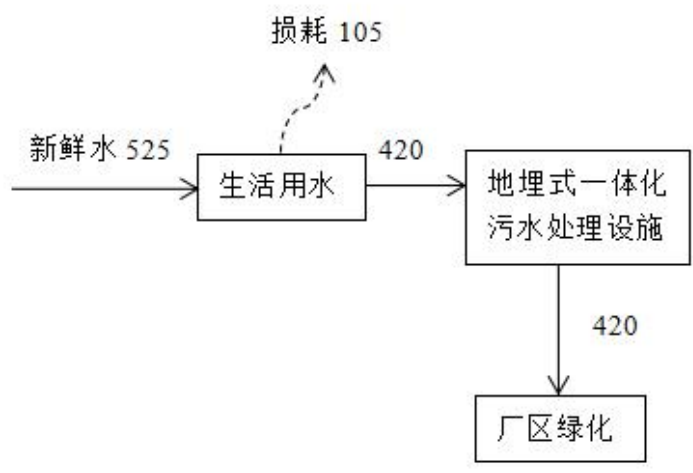 损耗 105
新鲜水 525
生活用水
420
地埋式一体化
污水处理设施
420
厂区绿化